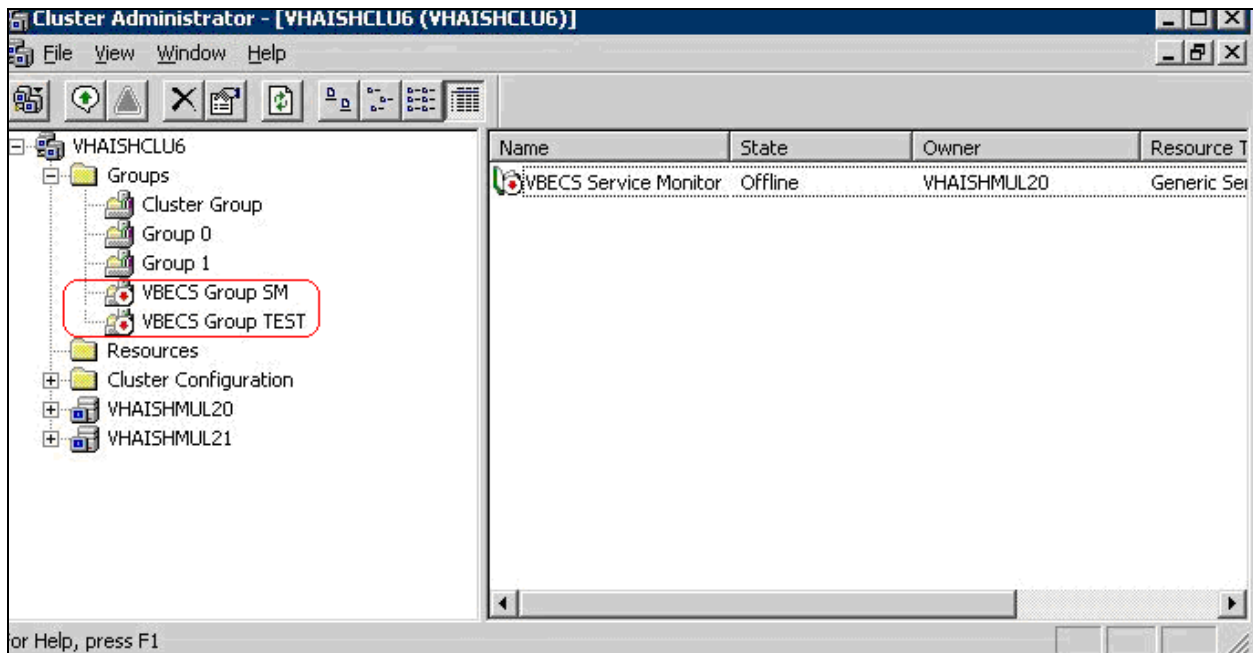 Cluster Administrator - [VHAISHCLU6 (VHAISHCLU6)]
File View Window Help
VHAISHCLU6
Groups
Cluster Group
Group 0
Group 1
VBECS Group SM
VBECS Group TEST
Resources
Cluster Configuration
VHAISHMUL20
VHAISHMUL21
Name State Owner Resource T
VBECS Service Monitor Offline VHAISHMUL20 Generic Ser
or Help, press F1